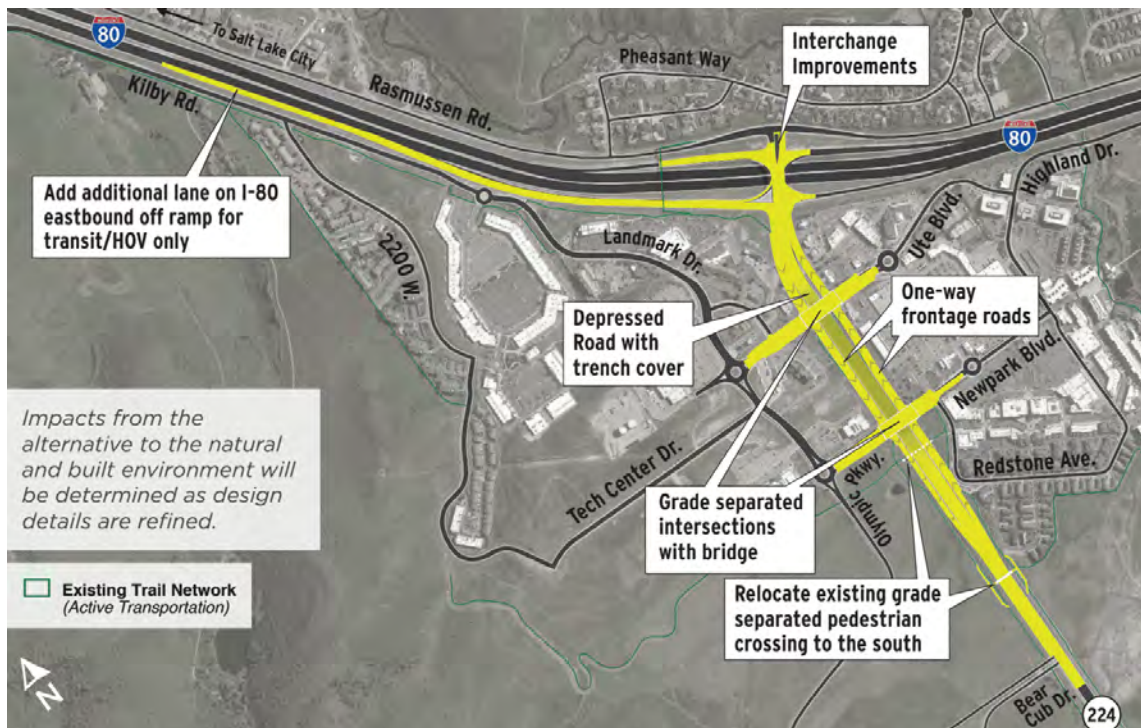 80
To Salt Lake City
Kilby Rd.
Rasmussen Rd.
Pheasant Way
Interchange
Improvements
80
Highland Dr.
Add additional lane on I-80
eastbound off ramp for
transit/HOV only
2200 W.
Landmark Dr.
Ute Blvd.
Depressed
Road with
trench cover
One-way
frontage roads
Newpark Blvd.
Impacts from the
alternative to the natural
and built environment will
be determined as design
details are refined.
Tech Center Dr.
Olympic Pkwy.
Redstone Ave.
Grade separated
intersections
with bridge
Existing Trail Network
(Active Transportation)
Relocate existing grade
separated pedestrian
crossing to the south
N
Bear
Cub Dr.
224